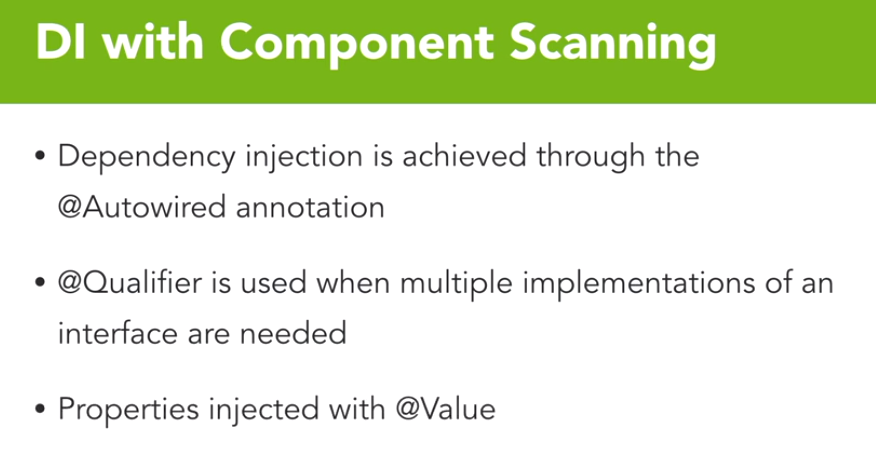 DI with Component Scanning
• Dependency injection is achieved through the
@Autowired annotation
• @Qualifier is used when multiple implementations of an
interface are needed
• Properties injected with @Value